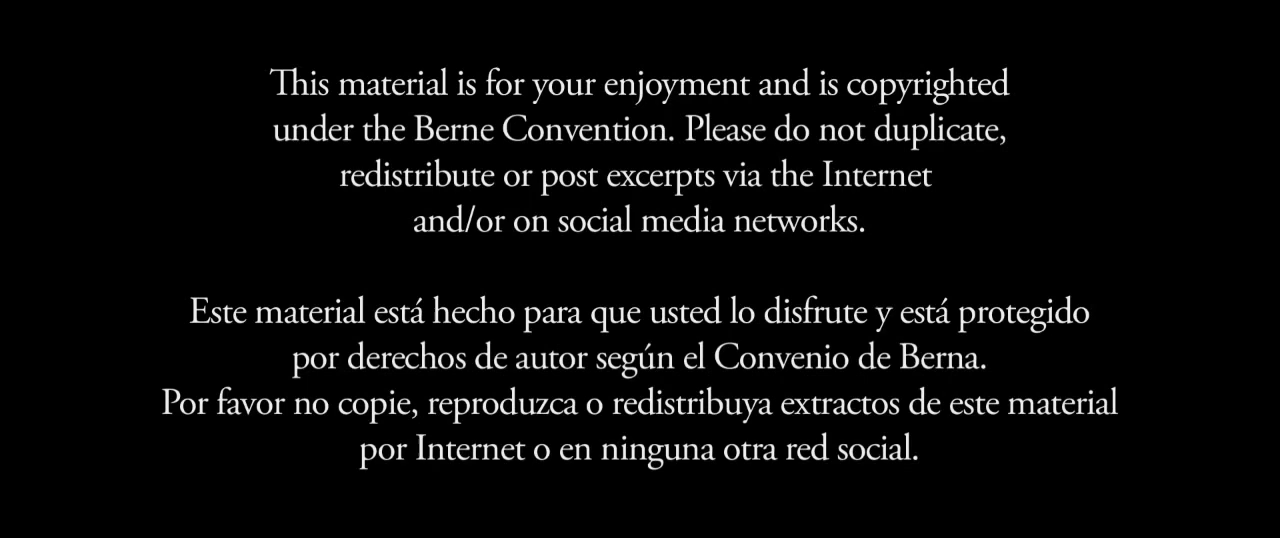 This material is for your enjoyment and is copyrighted
under the Berne Convention. Please do not duplicate,
redistribute or post excerpts via the Internet
and/or on social media networks.
Este material está hecho para que usted lo disfrute y está protegido
por derechos de autor según el Convenio de Berna.
Por favor no copie, reproduzca o redistribuya extractos de este material
por Internet o en ninguna otra red social.